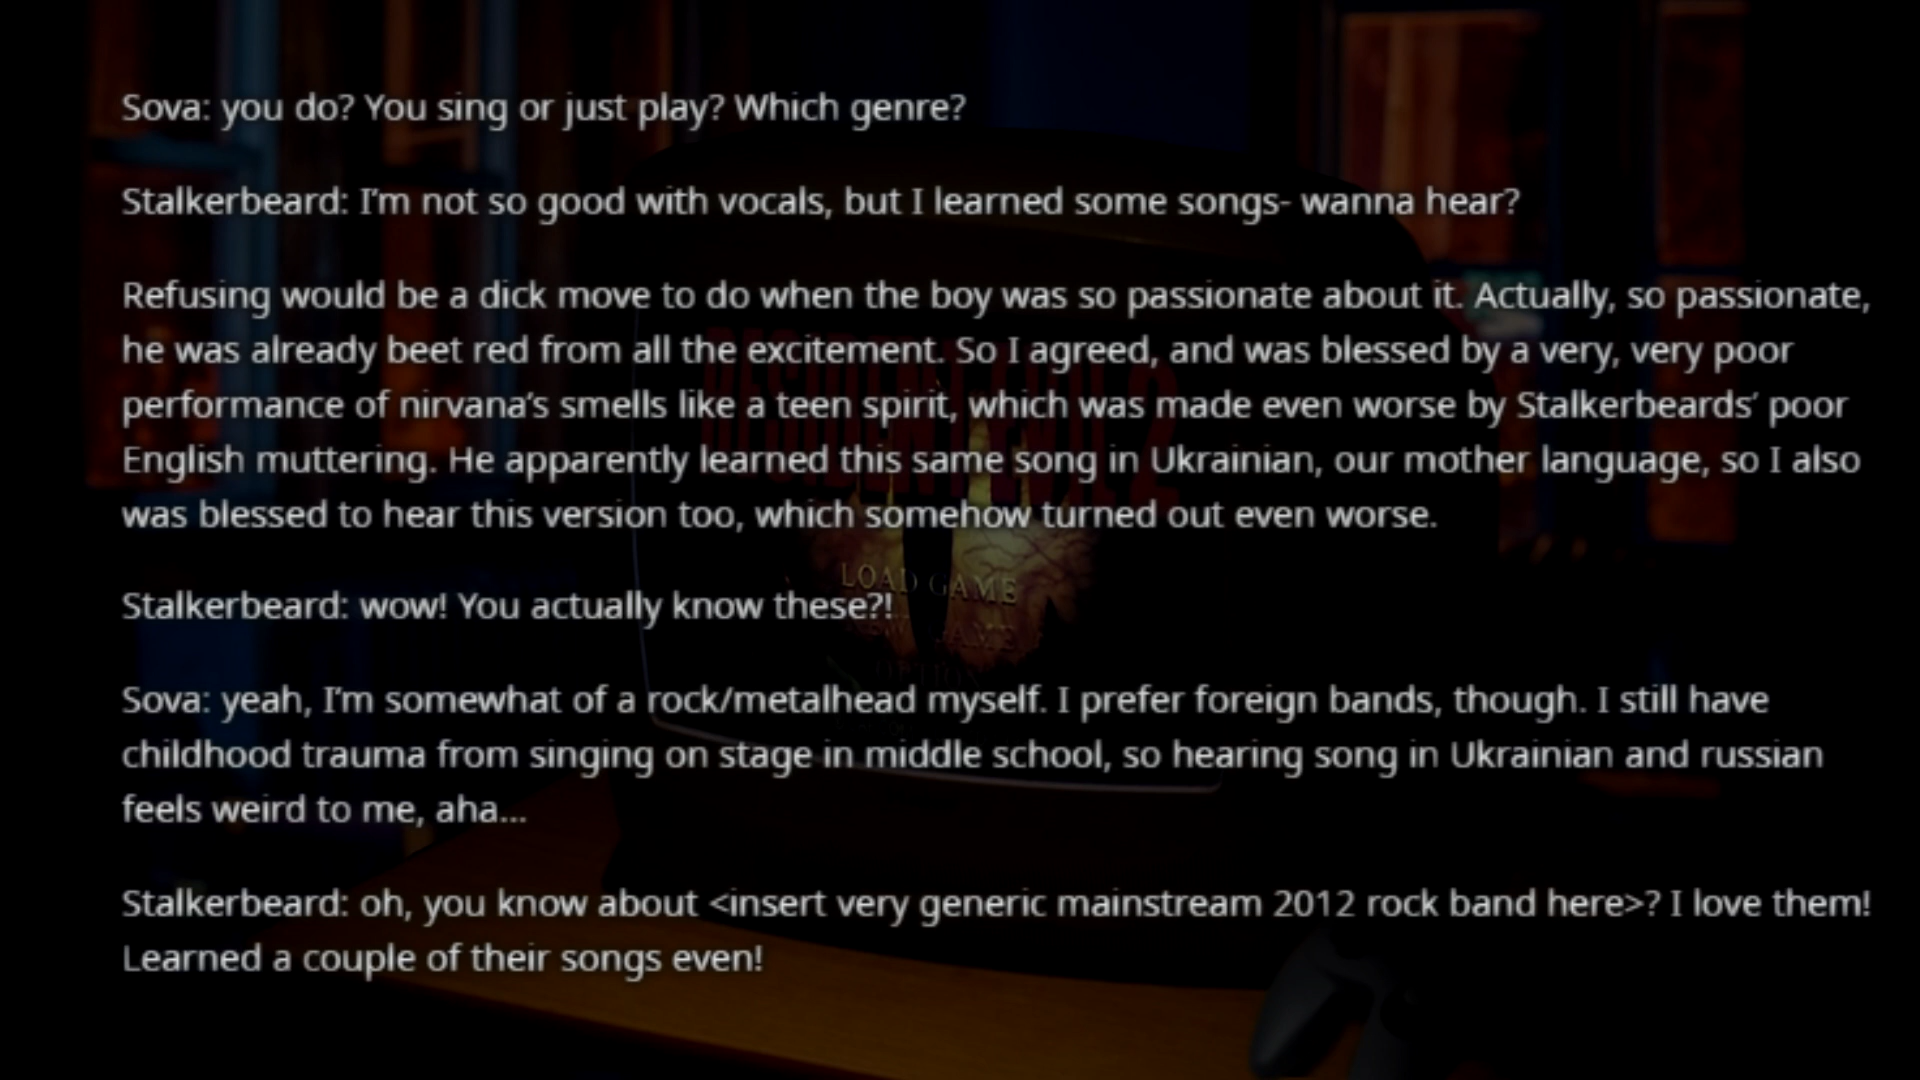 Sova: you do? You sing or just play? Which genre?
Stalkerbeard: I'm not so good with vocals, but I learned some songs- wanna hear?
Refusing would be a dick move to do when the boy was so passionate about it. Actually, so passionate,
he was already beet red from all the excitement. So I agreed, and was blessed by a very, very poor
performance of nirvana's smells like a teen spirit, which was made even worse by Stalkerbeards' poor
English muttering. He apparently learned this same song in Ukrainian, our mother language, so I also
was blessed to hear this version too, which somehow turned out even worse.
RESIDENT EVIL 2
LOAD GAME
NEW GAME
OPTION
Stalkerbeard: wow! You actually know these?!
Sova: yeah, I'm somewhat of a rock/metalhead myself. I prefer foreign bands, though. I still have
childhood trauma from singing on stage in middle school, so hearing song in Ukrainian and russian
feels weird to me, aha...
Stalkerbeard: oh, you know about <insert very generic mainstream 2012 rock band here>? I love them!
Learned a couple of their songs even!